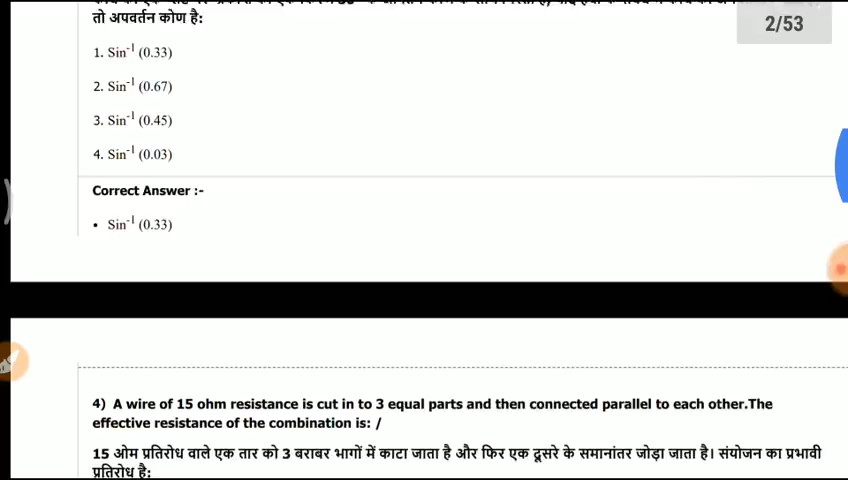 तो अपवर्तन कोण है:
2/53
1. Sin⁻¹ (0.33)
2. Sin⁻¹ (0.67)
3. Sin⁻¹ (0.45)
4. Sin⁻¹ (0.03)
Correct Answer :-
• Sin⁻¹ (0.33)
4) A wire of 15 ohm resistance is cut in to 3 equal parts and then connected parallel to each other.The
effective resistance of the combination is: /
15 ओम प्रतिरोध वाले एक तार को 3 बराबर भागों में काटा जाता है और फिर एक दूसरे के समानांतर जोड़ा जाता है। संयोजन का प्रभावी
प्रतिरोध है: